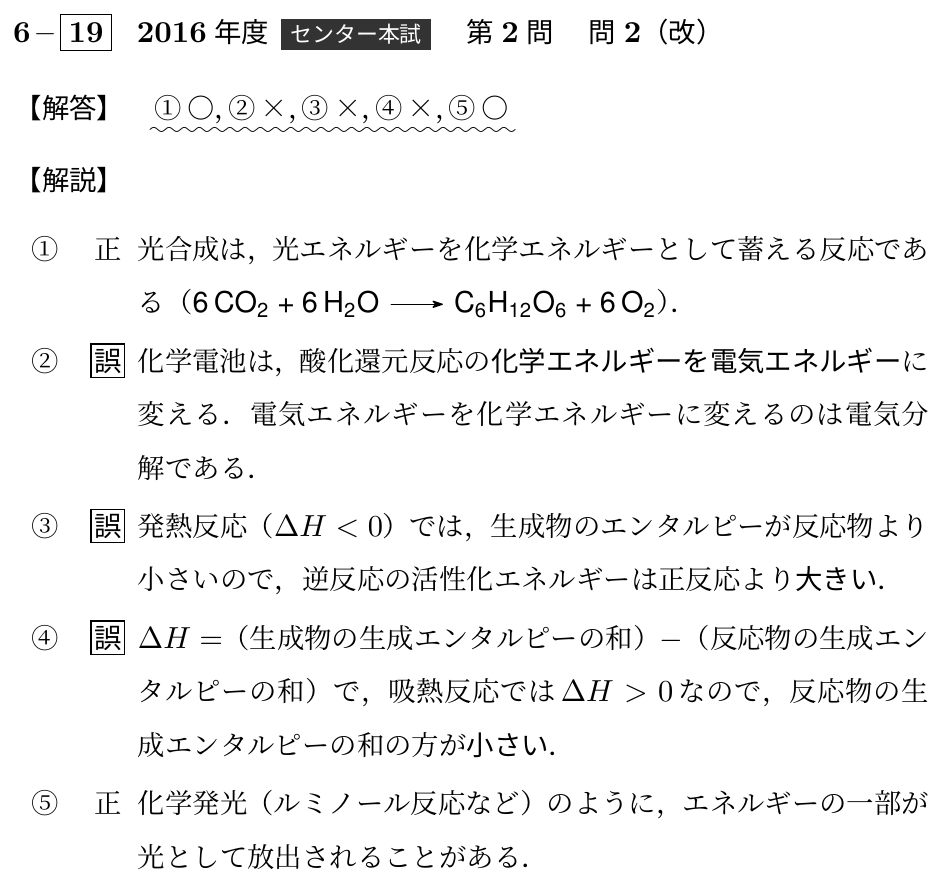 6－19 2016 年度 センター本試 第 2 問 問 2（改）
【解答】 ① ○, ② ×, ③ ×, ④ ×, ⑤ ○
【解説】
① 正 光合成は，光エネルギーを化学エネルギーとして蓄える反応であ
る（6 CO₂ + 6 H₂O ⟶ C₆H₁₂O₆ + 6 O₂）．
② 誤 化学電池は，酸化還元反応の化学エネルギーを電気エネルギーに
変える．電気エネルギーを化学エネルギーに変えるのは電気分
解である．
③ 誤 発熱反応（ΔH < 0）では，生成物のエンタルピーが反応物より
小さいので，逆反応の活性化エネルギーは正反応より大きい．
④ 誤 ΔH =（生成物の生成エンタルピーの和）−（反応物の生成エン
タルピーの和）で，吸熱反応では ΔH > 0 なので，反応物の生
成エンタルピーの和の方が小さい．
⑤ 正 化学発光（ルミノール反応など）のように，エネルギーの一部が
光として放出されることがある．